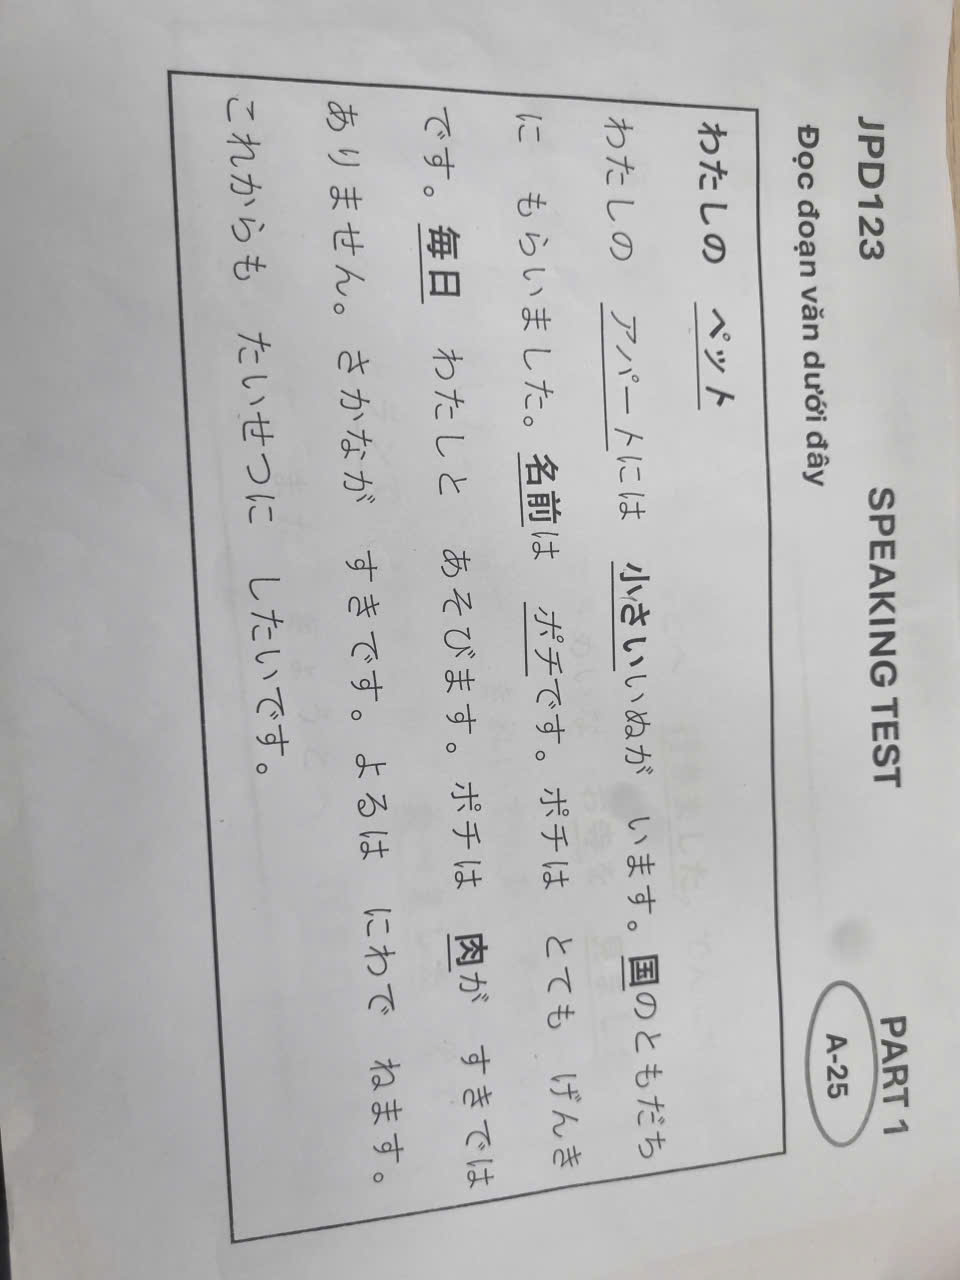 JPD123 SPEAKING TEST PART 1
Đọc đoạn văn dưới đây A-25
わたしの ペット
わたしの アパートには 小さいいぬが います。国のともだち
に もらいました。名前は ポチです。ポチは とても げんき
です。毎日 わたしと あそびます。ポチは 肉が すきでは
ありません。さかなが すきです。よるは にわで ねます。
これからも たいせつに したいです。